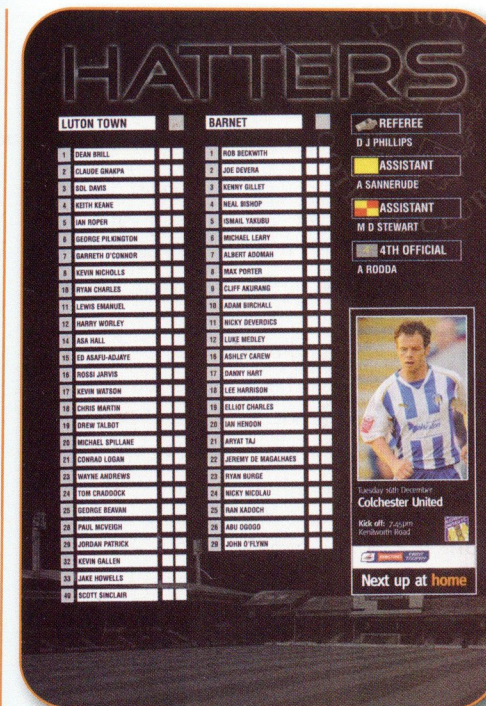 HATTERS
LUTON TOWN
1 DEAN BRILL
2 CLAUDE GNAKPA
3 SOL DAVIS
4 KEITH KEANE
5 IAN ROPER
6 GEORGE PILKINGTON
7 GARRETH O'CONNOR
8 KEVIN NICHOLLS
10 RYAN CHARLES
11 LEWIS EMANUEL
12 HARRY WORLEY
14 ASA HALL
15 ED ASAFU-ADJAYE
16 ROSSI JARVIS
17 KEVIN WATSON
18 CHRIS MARTIN
19 DREW TALBOT
20 MICHAEL SPILLANE
21 CONRAD LOGAN
23 WAYNE ANDREWS
24 TOM CRADDOCK
25 GEORGE BEAVAN
28 PAUL MCVEIGH
29 JORDAN PATRICK
32 KEVIN GALLEN
33 JAKE HOWELLS
40 SCOTT SINCLAIR
BARNET
1 ROB BECKWITH
2 JOE DEVERA
3 KENNY GILLET
4 NEAL BISHOP
5 ISMAIL YAKUBU
6 MICHAEL LEARY
7 ALBERT ADOMAH
8 MAX PORTER
9 CLIFF AKURANG
10 ADAM BIRCHALL
11 NICKY DEVERDICS
12 LUKE MEDLEY
16 ASHLEY CAREW
17 DANNY HART
18 LEE HARRISON
19 ELLIOT CHARLES
20 IAN HENDON
21 ARYAT TAJ
22 JEREMY DE MAGALHAES
23 RYAN BURGE
24 NICKY NICOLAU
25 RAN KADOCH
28 ABU OGOGO
29 JOHN O'FLYNN
REFEREE
D J PHILLIPS
ASSISTANT
A SANNERUDE
ASSISTANT
M D STEWART
4TH OFFICIAL
A RODDA
Tuesday 16th December
Colchester United
Kick off: 7.45pm
Kenilworth Road
Next up at home
LUTON
CLUB